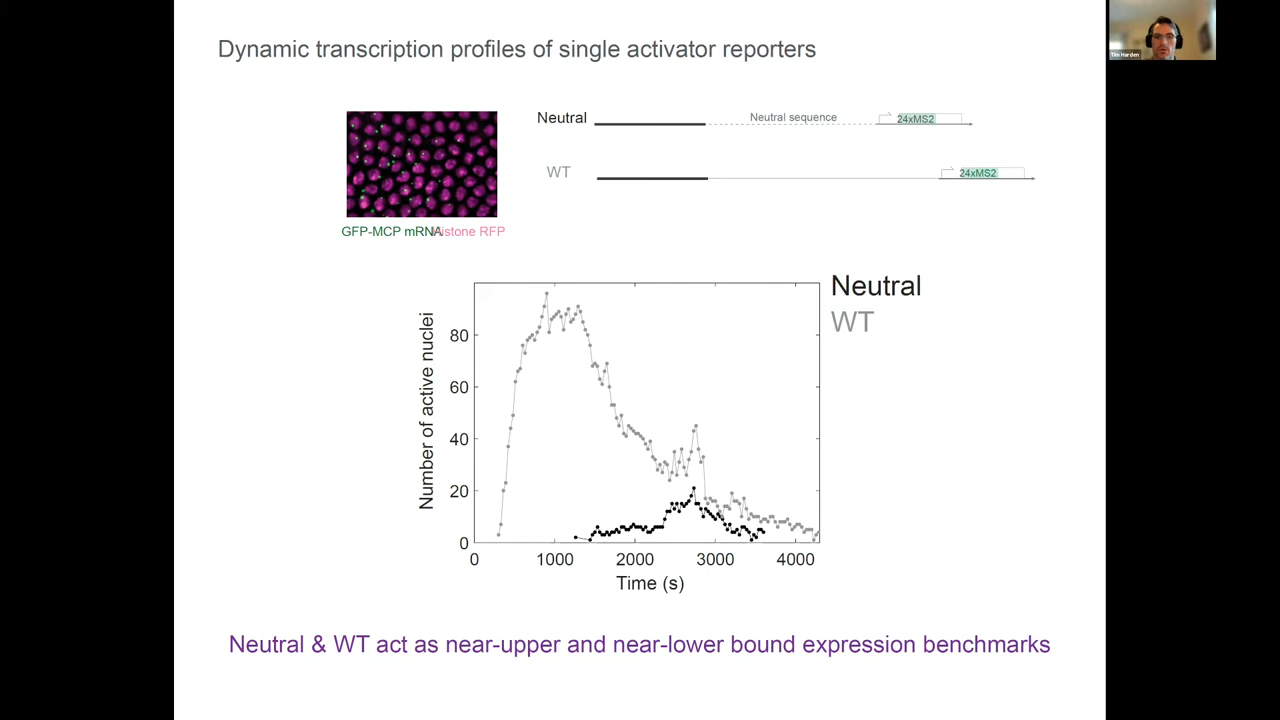 Dynamic transcription profiles of single activator reporters
Tim Harden
Neutral
Neutral sequence
24xMS2
WT
24xMS2
GFP-MCP mRNA Histone RFP
Neutral
WT
Number of active nuclei
80
60
40
20
0
0 1000 2000 3000 4000
Time (s)
Neutral & WT act as near-upper and near-lower bound expression benchmarks